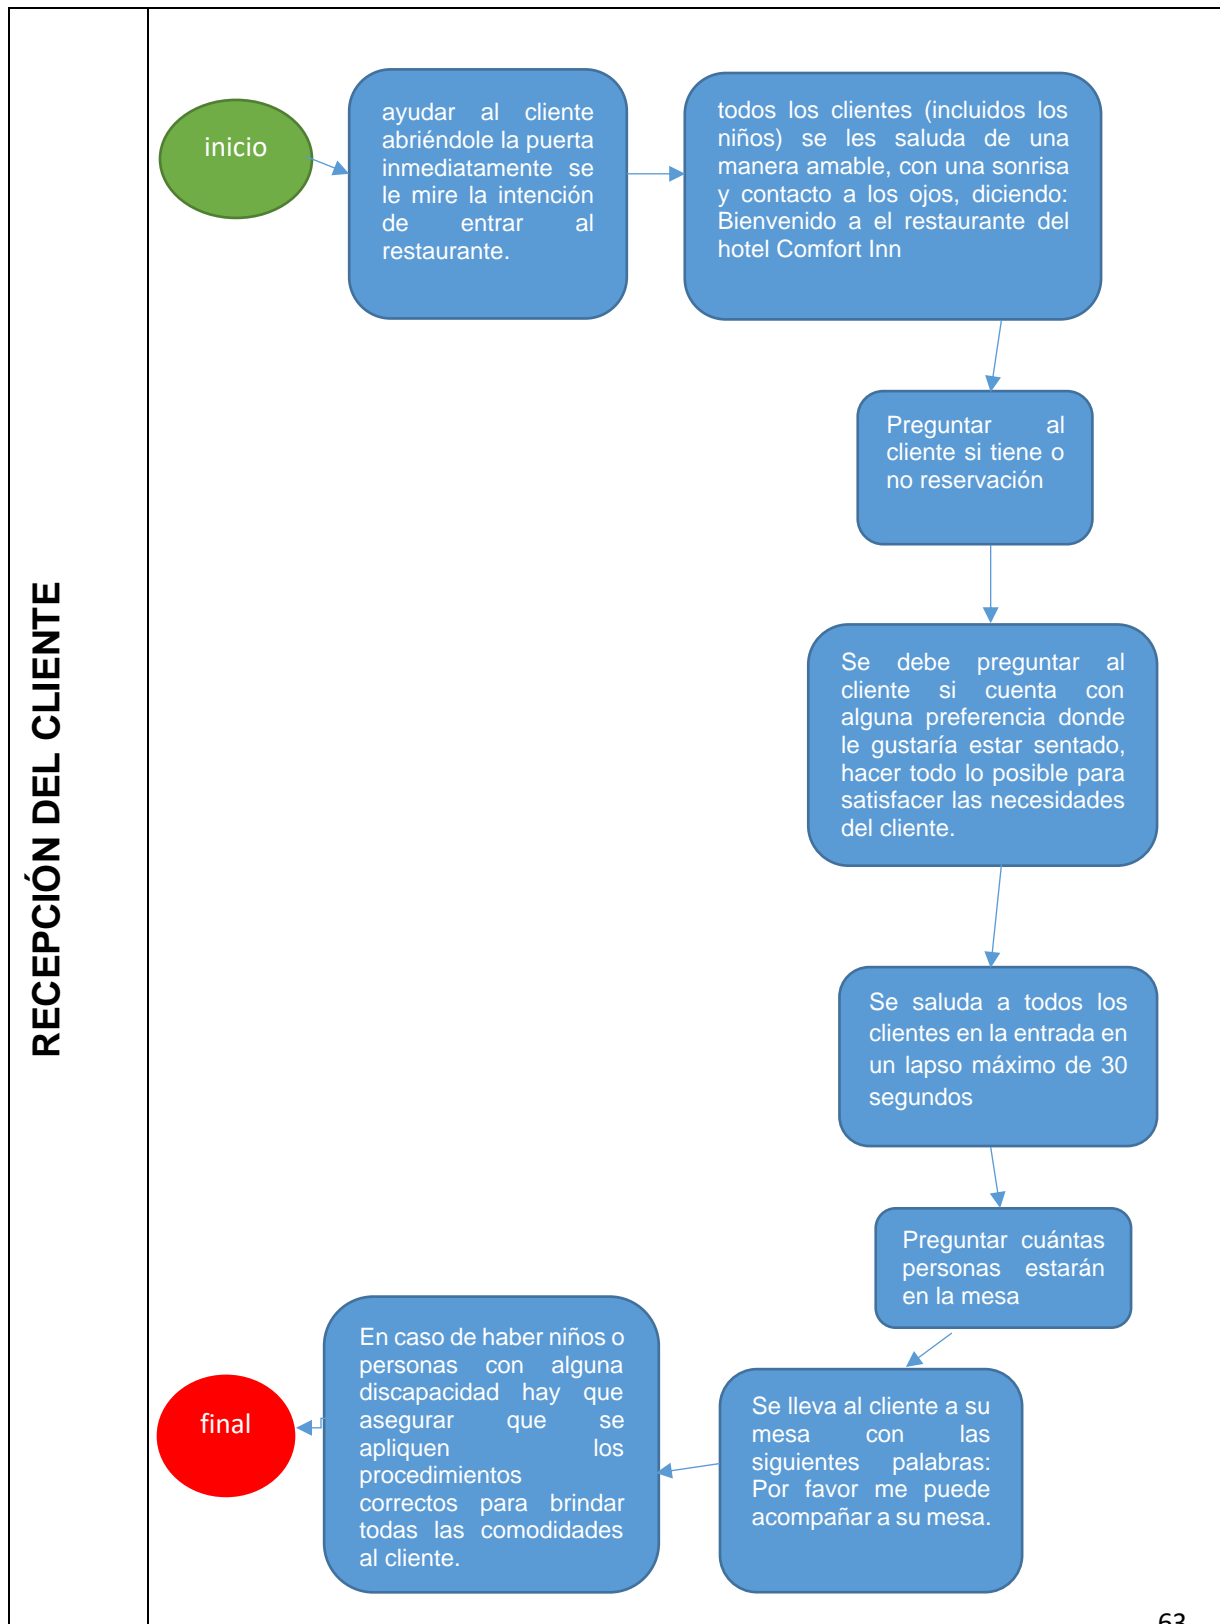 RECEPCIÓN DEL CLIENTE
inicio
ayudar al cliente
abriéndole la puerta
inmediatamente se
le mire la intención
de entrar al
restaurante.
todos los clientes (incluidos los
niños) se les saluda de una
manera amable, con una sonrisa
y contacto a los ojos, diciendo:
Bienvenido a el restaurante del
hotel Comfort Inn
Preguntar al
cliente si tiene o
no reservación
Se debe preguntar al
cliente si cuenta con
alguna preferencia donde
le gustaría estar sentado,
hacer todo lo posible para
satisfacer las necesidades
del cliente.
Se saluda a todos los
clientes en la entrada en
un lapso máximo de 30
segundos
Preguntar cuántas
personas estarán
en la mesa
Se lleva al cliente a su
mesa con las
siguientes palabras:
Por favor me puede
acompañar a su mesa.
En caso de haber niños o
personas con alguna
discapacidad hay que
asegurar que se
apliquen los
procedimientos
correctos para brindar
todas las comodidades
al cliente.
final
63